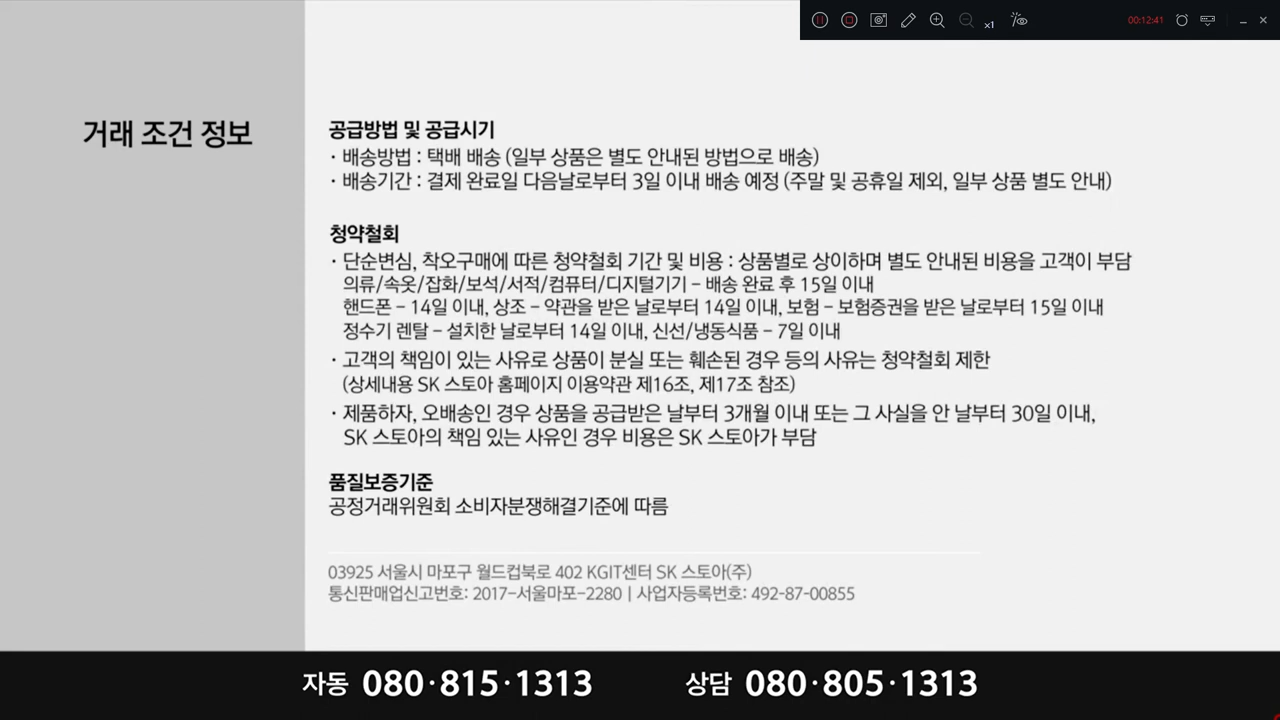 x1
00:12:41
거래 조건 정보
공급방법 및 공급시기
· 배송방법 : 택배 배송 (일부 상품은 별도 안내된 방법으로 배송)
· 배송기간 : 결제 완료일 다음날로부터 3일 이내 배송 예정 (주말 및 공휴일 제외, 일부 상품 별도 안내)
청약철회
· 단순변심, 착오구매에 따른 청약철회 기간 및 비용 : 상품별로 상이하며 별도 안내된 비용을 고객이 부담
의류/속옷/잡화/보석/서적/컴퓨터/디지털기기 – 배송 완료 후 15일 이내
핸드폰 – 14일 이내, 상조 – 약관을 받은 날로부터 14일 이내, 보험 – 보험증권을 받은 날로부터 15일 이내
정수기 렌탈 – 설치한 날로부터 14일 이내, 신선/냉동식품 – 7일 이내
· 고객의 책임이 있는 사유로 상품이 분실 또는 훼손된 경우 등의 사유는 청약철회 제한
(상세내용 SK 스토아 홈페이지 이용약관 제16조, 제17조 참조)
· 제품하자, 오배송인 경우 상품을 공급받은 날부터 3개월 이내 또는 그 사실을 안 날부터 30일 이내,
SK 스토아의 책임 있는 사유인 경우 비용은 SK 스토아가 부담
품질보증기준
공정거래위원회 소비자분쟁해결기준에 따름
03925 서울시 마포구 월드컵북로 402 KGIT센터 SK 스토아(주)
통신판매업신고번호: 2017–서울마포–2280 | 사업자등록번호: 492-87-00855
자동 080·815·1313 상담 080·805·1313